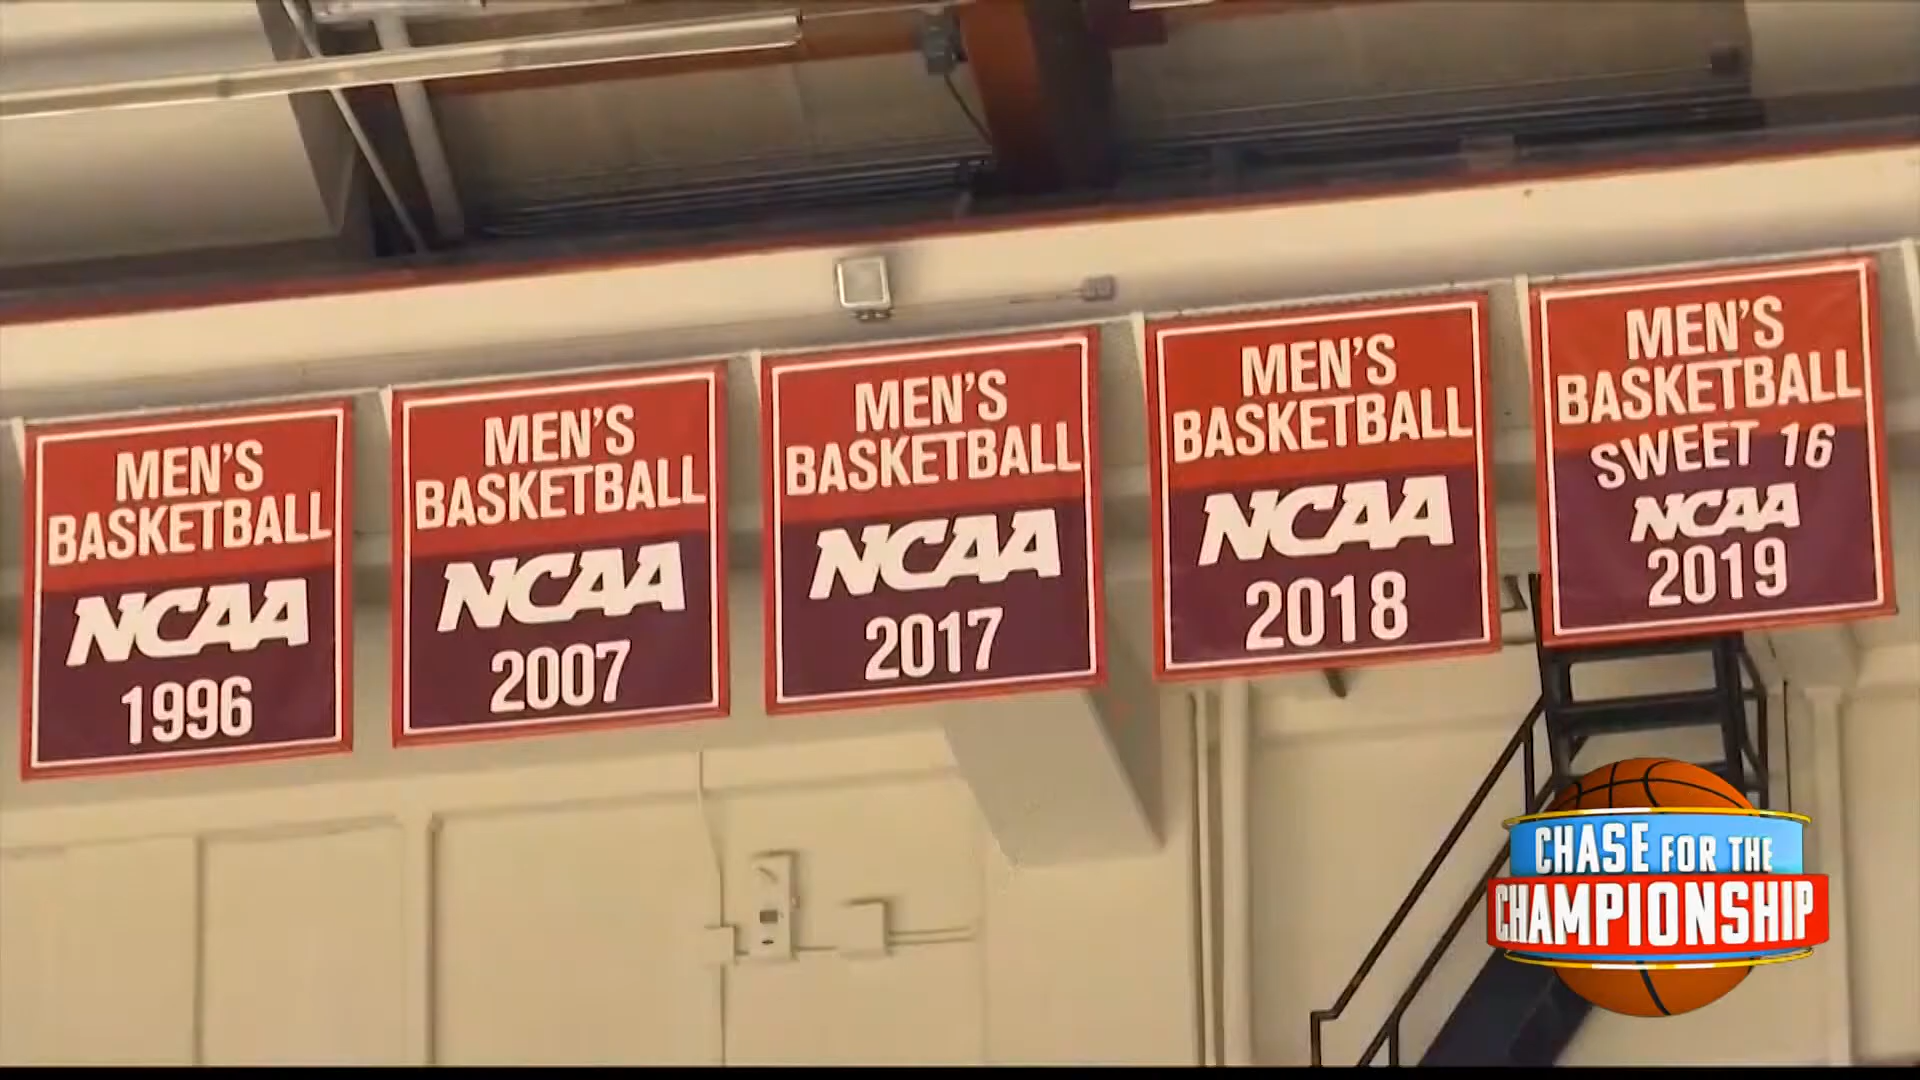 MEN'S
BASKETBALL
NCAA
1996
MEN'S
BASKETBALL
NCAA
2007
MEN'S
BASKETBALL
NCAA
2017
MEN'S
BASKETBALL
NCAA
2018
MEN'S
BASKETBALL
SWEET 16
NCAA
2019
CHASE FOR THE
CHAMPIONSHIP